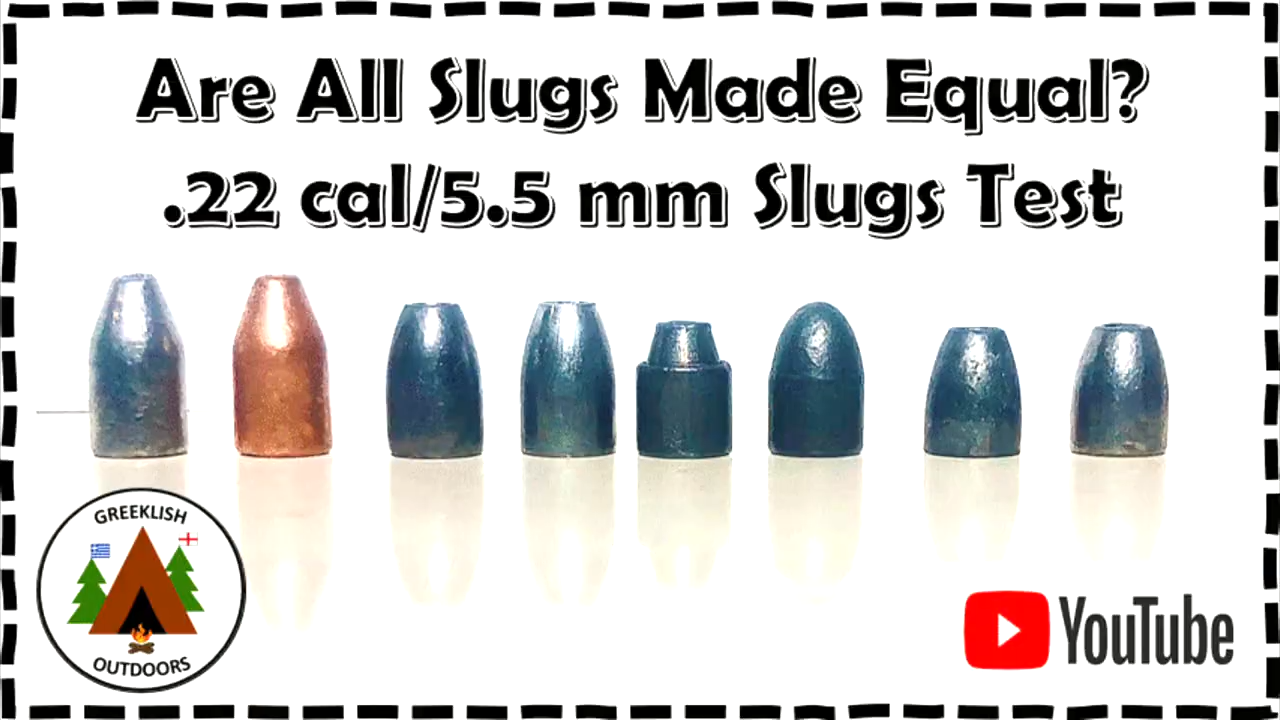 Are All Slugs Made Equal?
.22 cal/5.5 mm Slugs Test
GREEKLISH
OUTDOORS
YouTube